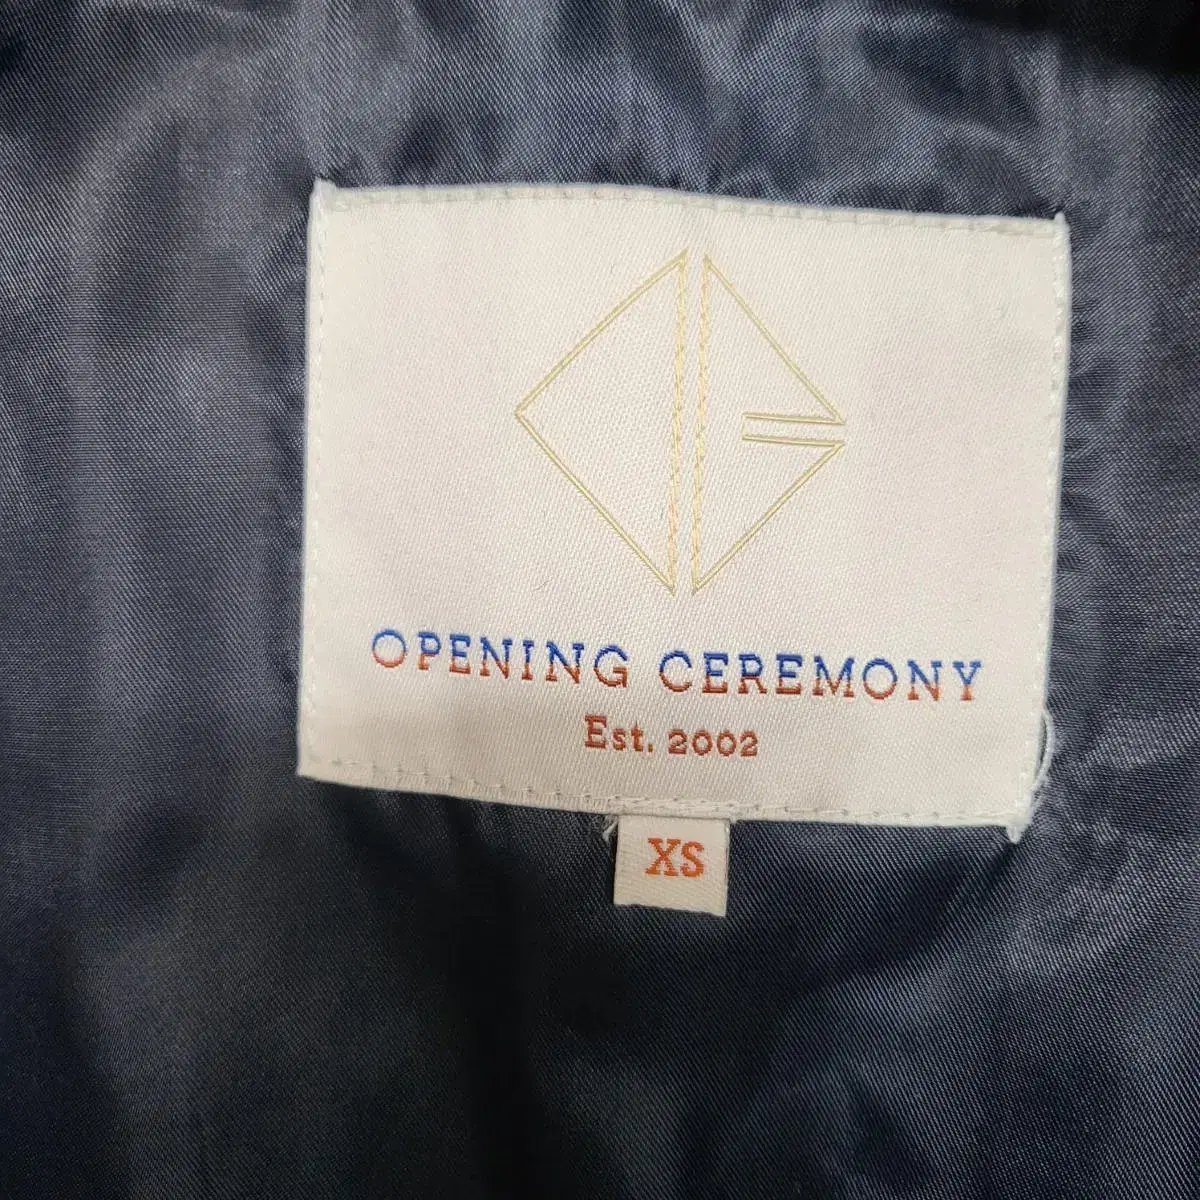 OPENING CEREMONY
Est. 2002
XS